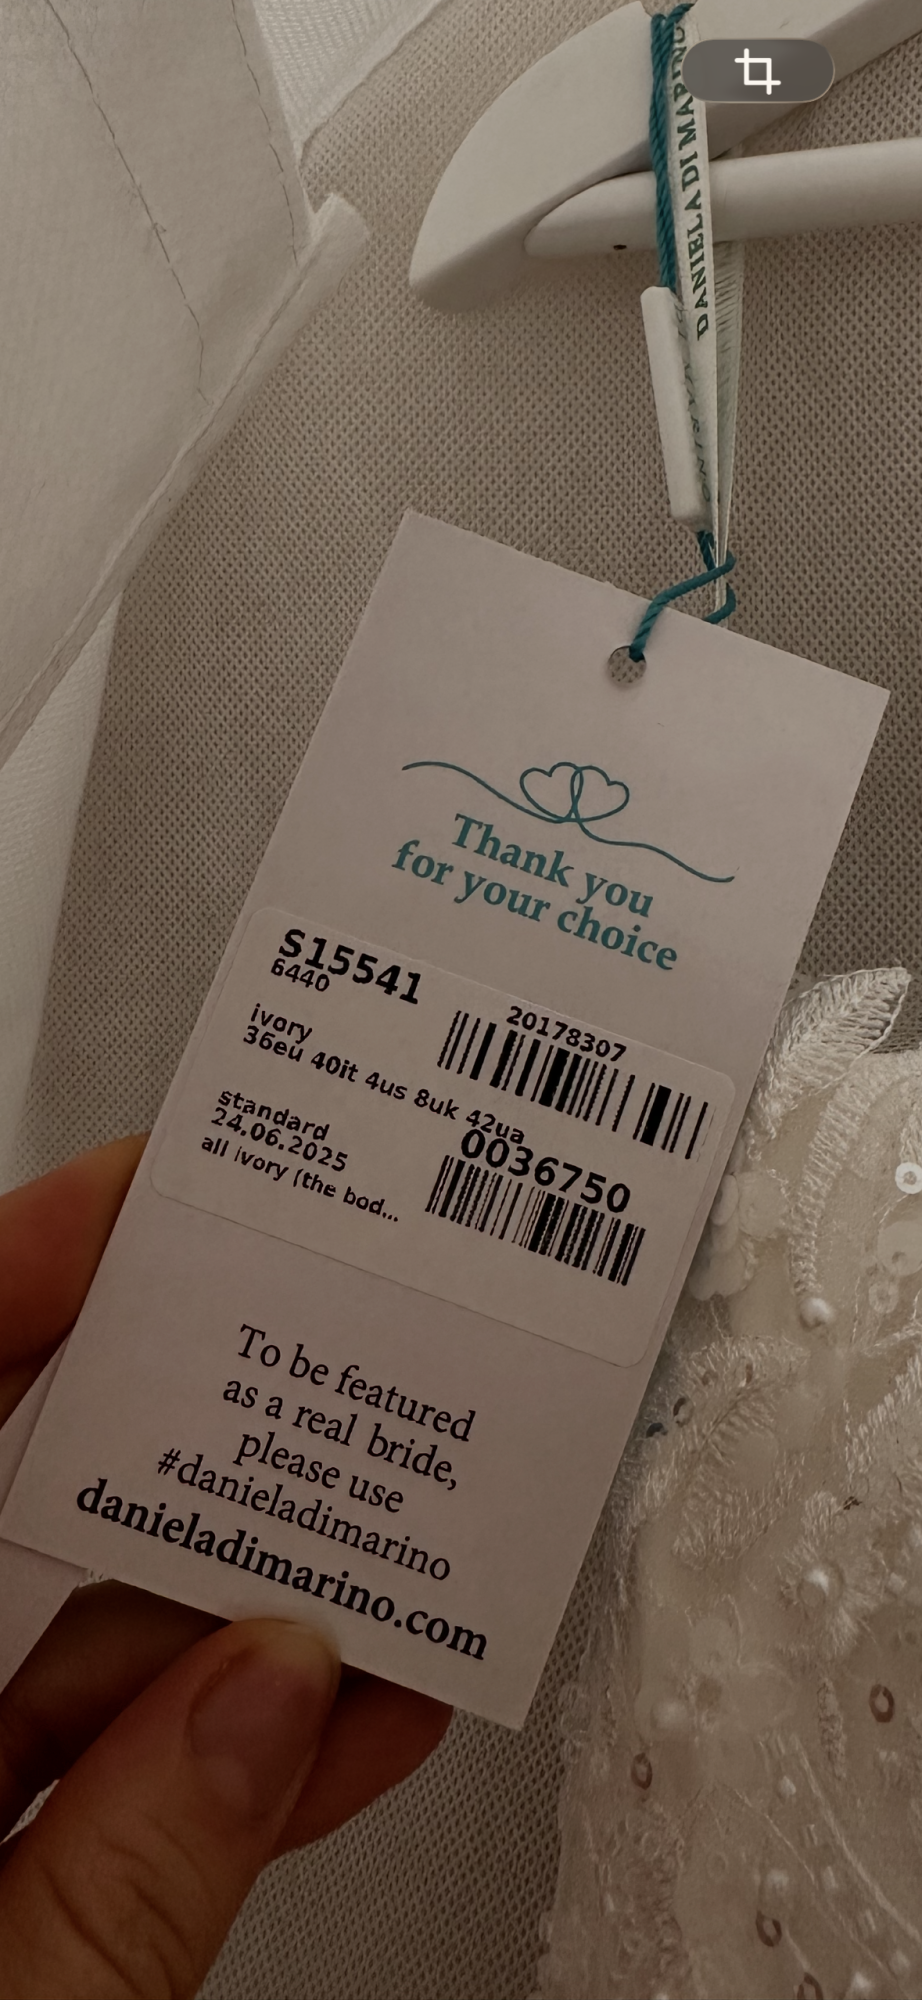 DANIELA DI MARINO
Thank you
for your choice
S15541
6440
20178307
ivory
36eu 40it 4us 8uk 42ua
standard
0036750
24.06.2025
all ivory (the bod...
To be featured
as a real bride,
please use
#danieladimarino
danieladimarino.com